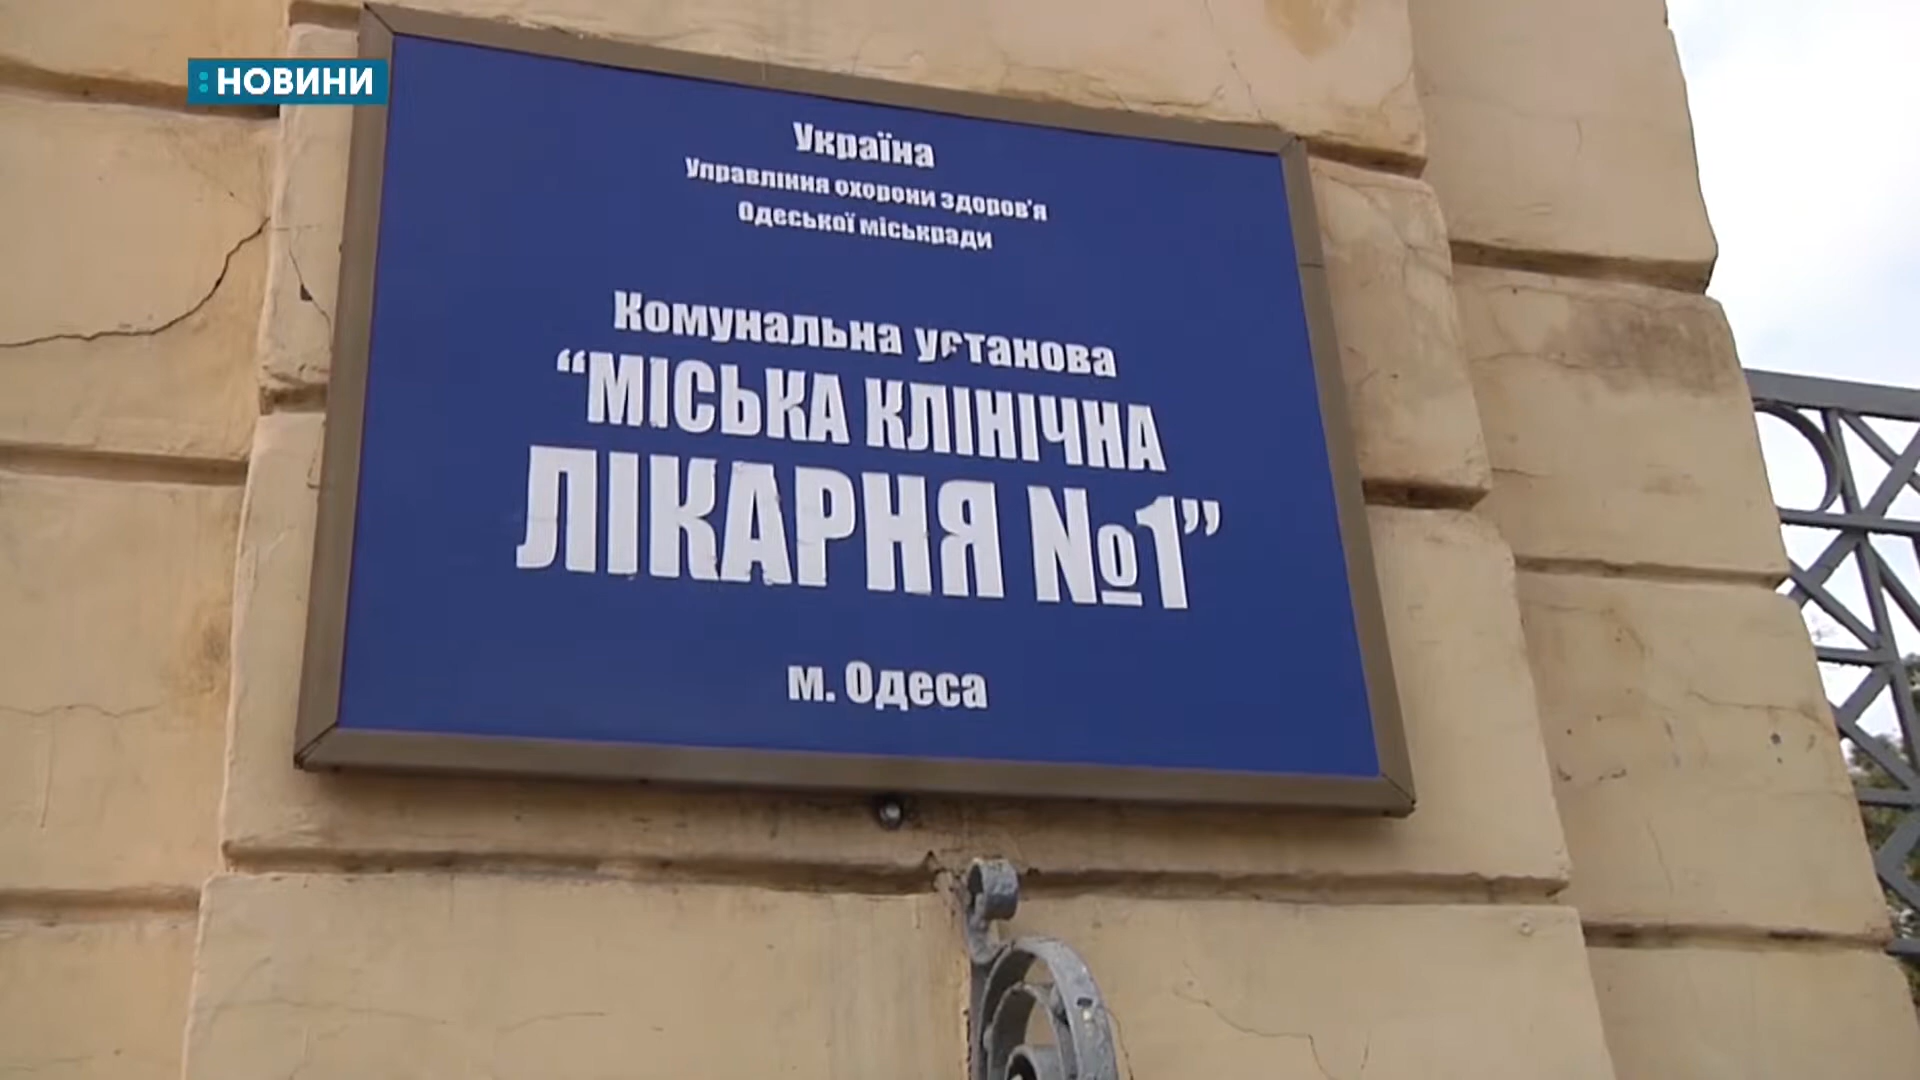 :НОВИНИ
Україна
Управління охорони здоров'я
Одеської міськради
Комунальна установа
“МІСЬКА КЛІНІЧНА
ЛІКАРНЯ №1”
м. Одеса